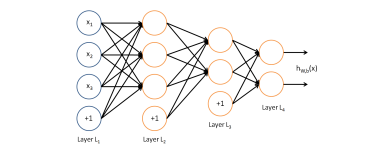 x₁
x₂
x₃
+1
+1
+1
h_W,b(x)
Layer L₁
Layer L₂
Layer L₃
Layer L₄